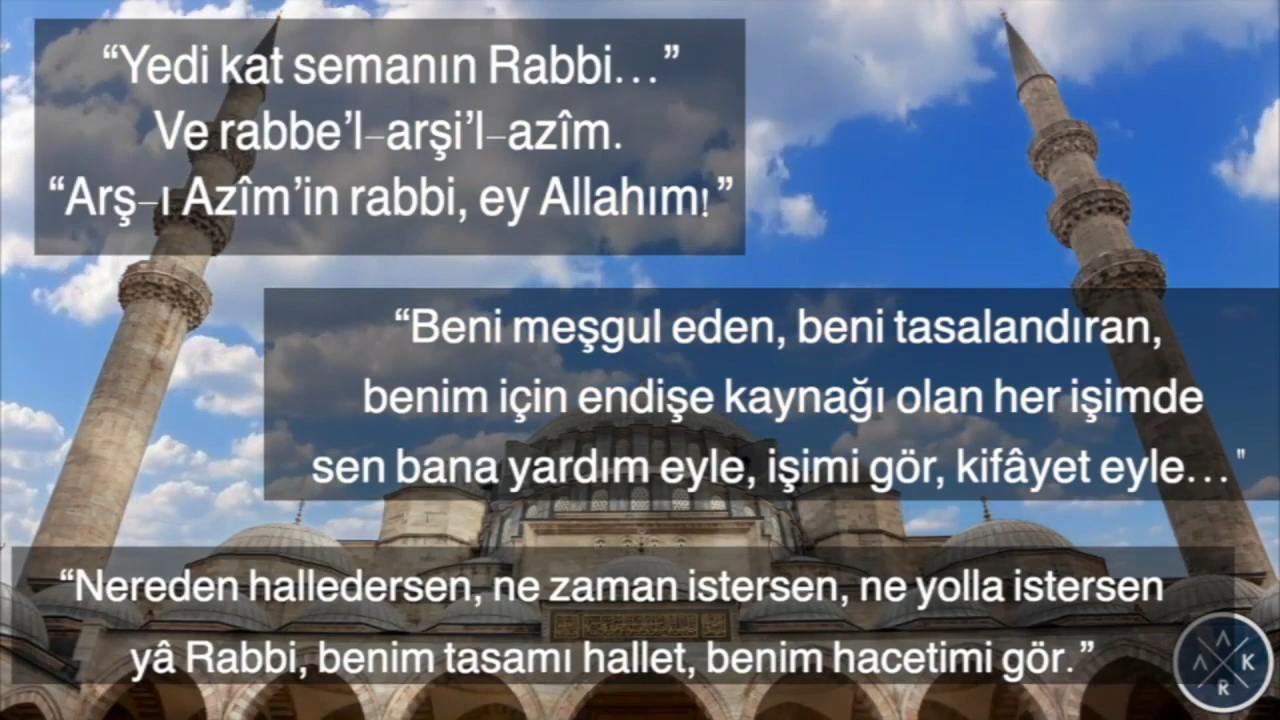 “Yedi kat semanın Rabbi…”
Ve rabbe’l–arşi’l–azîm.
“Arş–ı Azîm’in rabbi, ey Allahım!”
“Beni meşgul eden, beni tasalandıran,
benim için endişe kaynağı olan her işimde
sen bana yardım eyle, işimi gör, kifâyet eyle…"
“Nereden halledersen, ne zaman istersen, ne yolla istersen
yâ Rabbi, benim tasamı hallet, benim hacetimi gör.”
A
A K
R